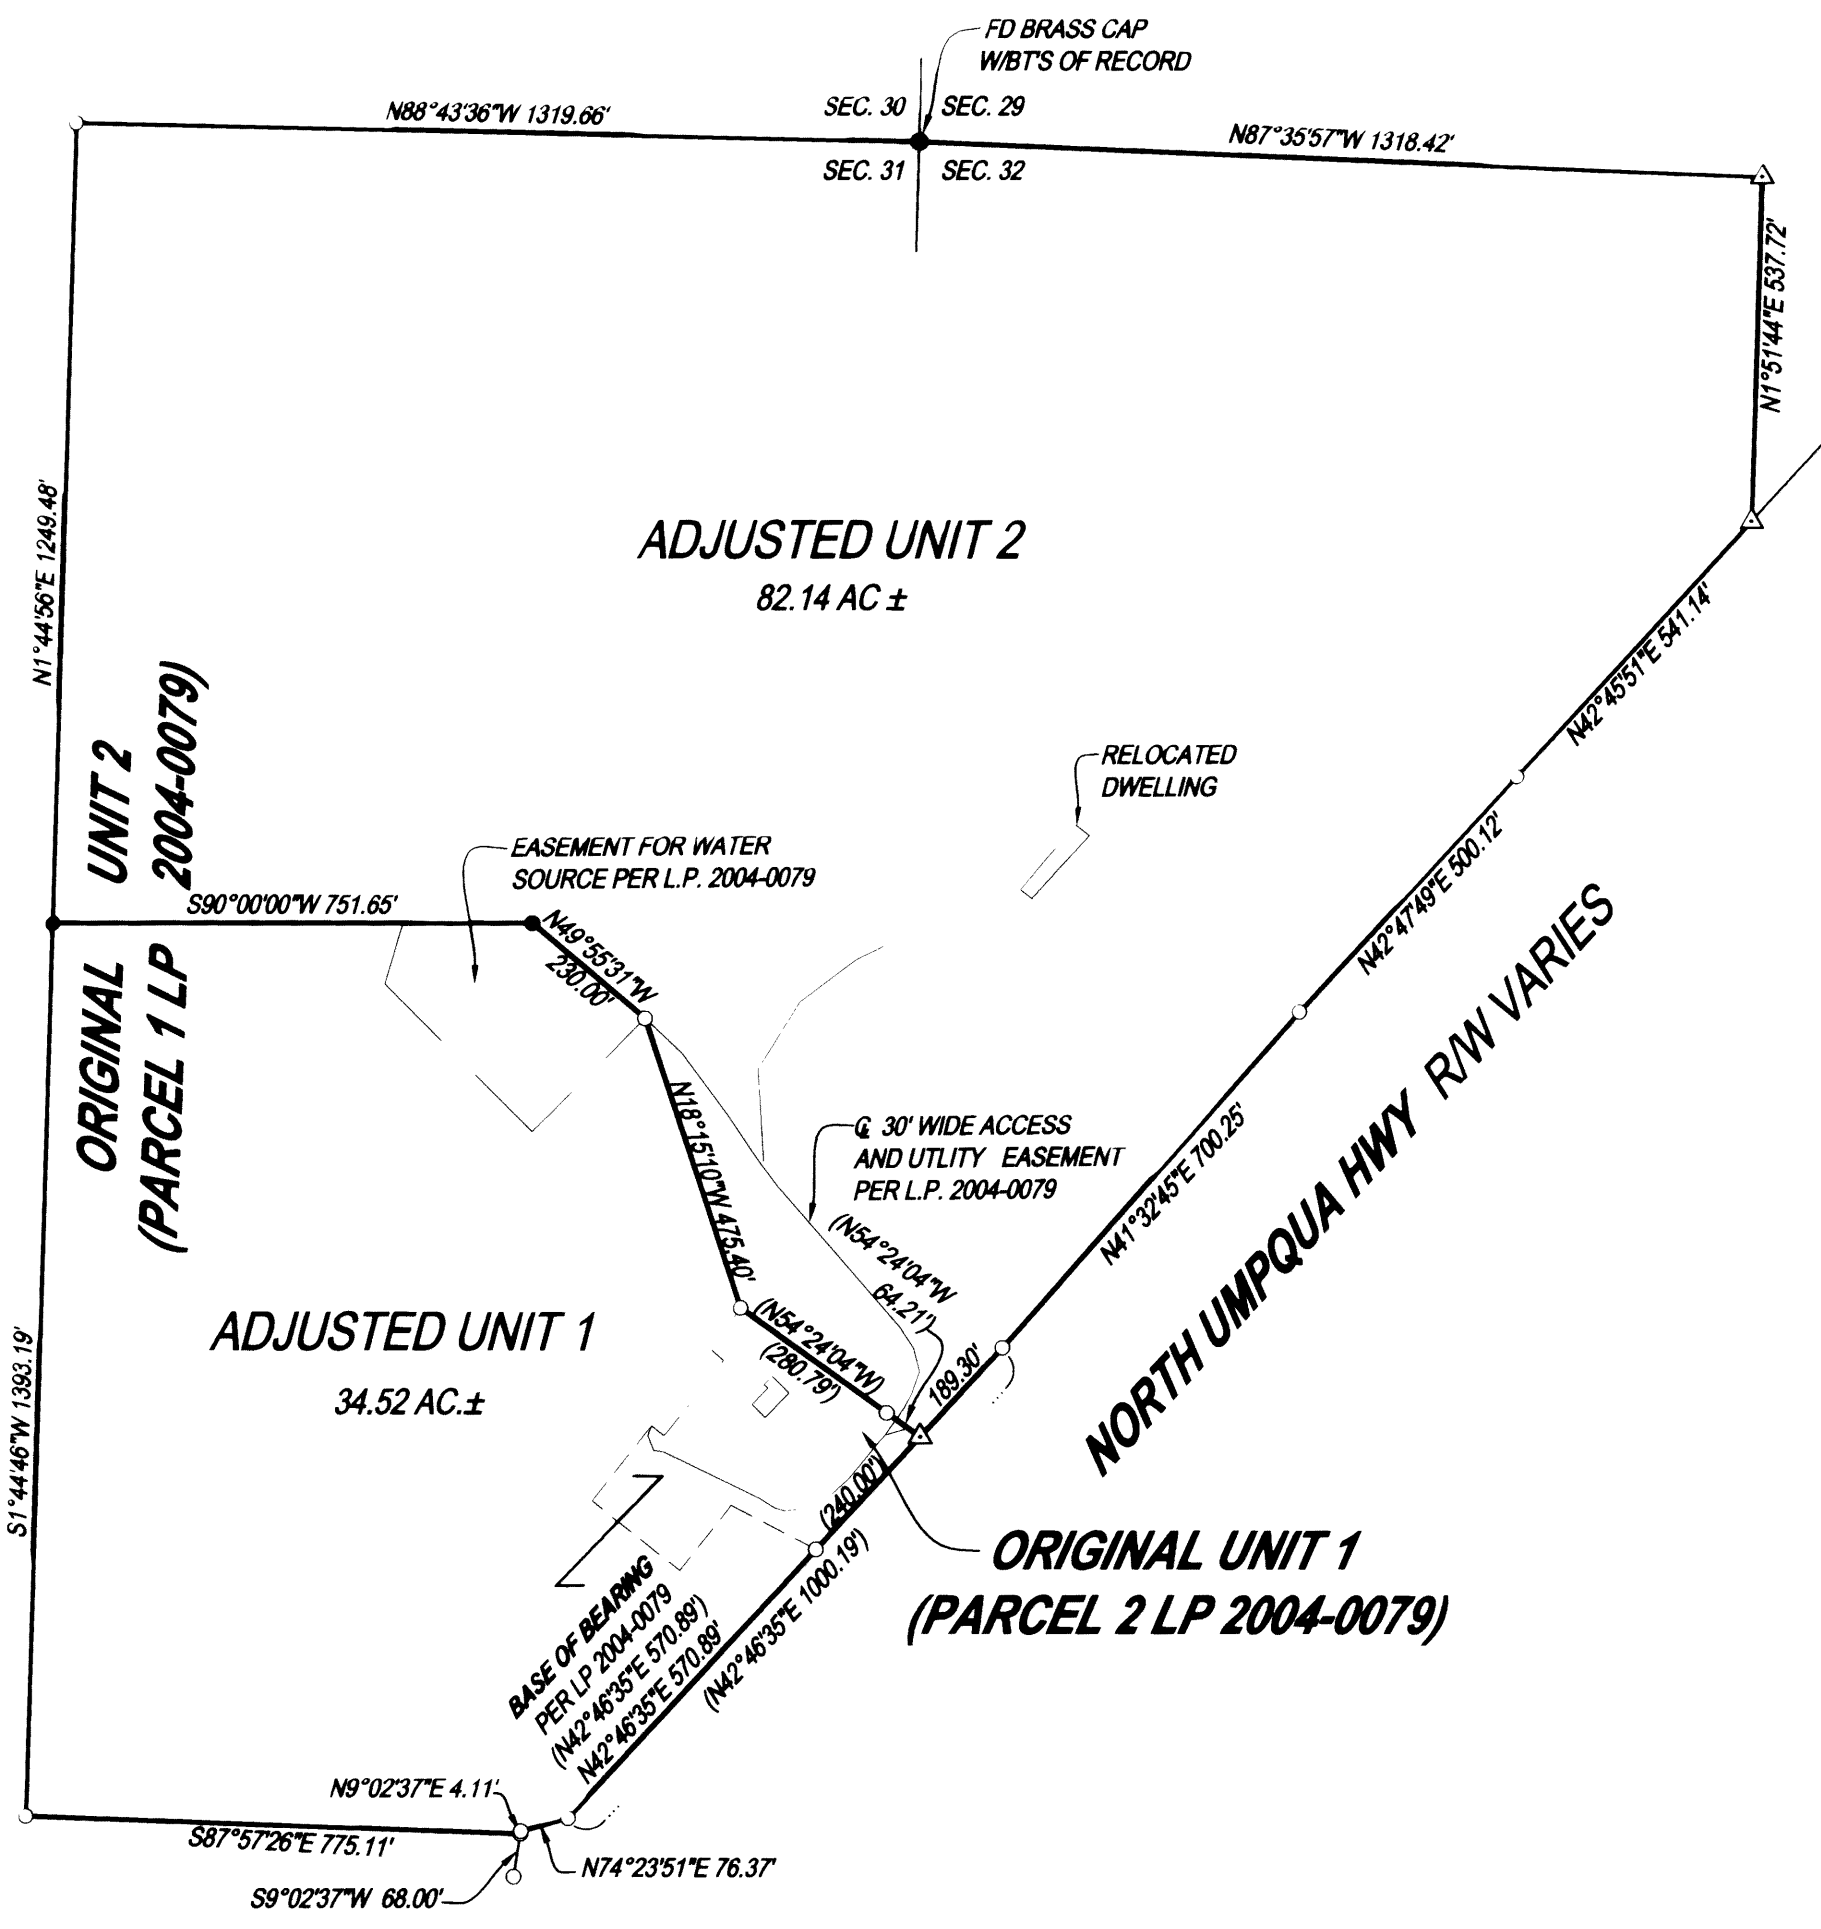 FD BRASS CAP
W/BT'S OF RECORD
N88°43'36"W 1319.66'
SEC. 30
SEC. 29
N87°35'57"W 1318.42'
SEC. 31
SEC. 32
N1°51'44"E 537.72'
N1°44'56"E 1249.48'
ADJUSTED UNIT 2
82.14 AC ±
N42°45'51"E 541.14'
RELOCATED
DWELLING
EASEMENT FOR WATER
SOURCE PER L.P. 2004-0079
S90°00'00"W 751.65'
N42°47'49"E 500.12'
ORIGINAL UNIT 2
(PARCEL 1 LP 2004-0079)
N49°55'31"W
230.00'
N18°15'10"W 475.40'
℄ 30' WIDE ACCESS
AND UTLITY EASEMENT
PER L.P. 2004-0079
N41°32'45"E 700.25'
NORTH UMPQUA HWY R/W VARIES
(N54°24'04"W
64.21')
ADJUSTED UNIT 1
34.52 AC.±
(N54°24'04"W)
(280.79')
189.30'
S1°44'46"W 1393.19'
(240.00')
ORIGINAL UNIT 1
(PARCEL 2 LP 2004-0079)
BASE OF BEARING
PER LP 2004-0079
(N42°46'35"E 570.89')
N42°46'35"E 570.89'
(N42°46'35"E 1000.19')
N9°02'37"E 4.11'
S87°57'26"E 775.11'
N74°23'51"E 76.37'
S9°02'37"W 68.00'